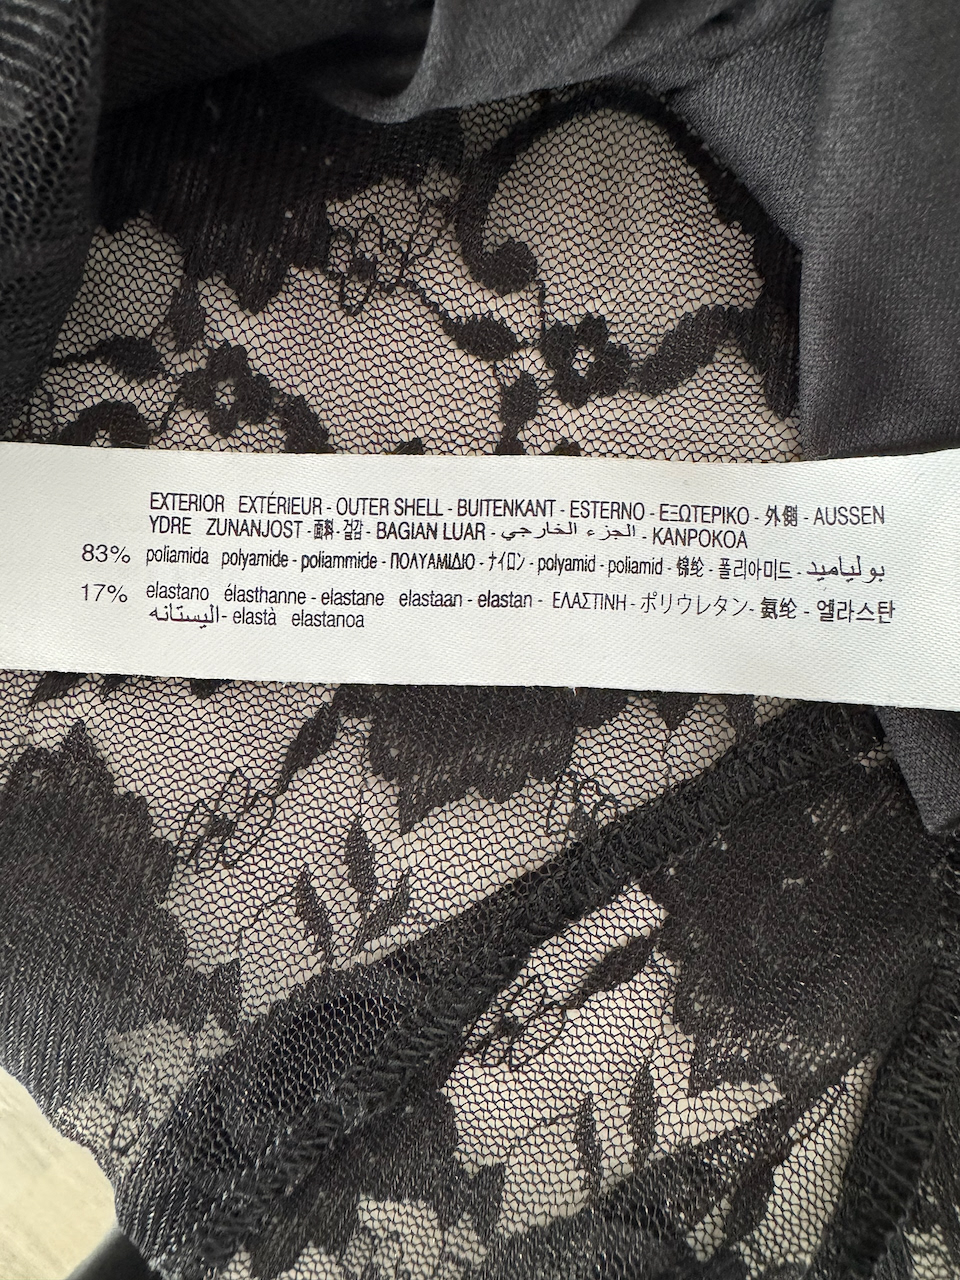 EXTERIOR EXTÉRIEUR - OUTER SHELL - BUITENKANT - ESTERNO - ΕΞΩΤΕΡΙΚΟ - 外側 - AUSSEN
YDRE ZUNANJOST - 面料 - 겉감 - BAGIAN LUAR - الجزء الخارجي - KANPOKOA
83% poliamida polyamide - poliammide - ΠΟΛΥΑΜΙΔΙΟ - ナイロン - polyamid - poliamid - 锦纶 - 폴리아미드 - بولياميد
17% elastano élasthanne - elastane elastaan - elastan - ΕΛΑΣΤΙΝΗ - ポリウレタン - 氨纶 - 엘라스탄
اليستانه - elastà elastanoa